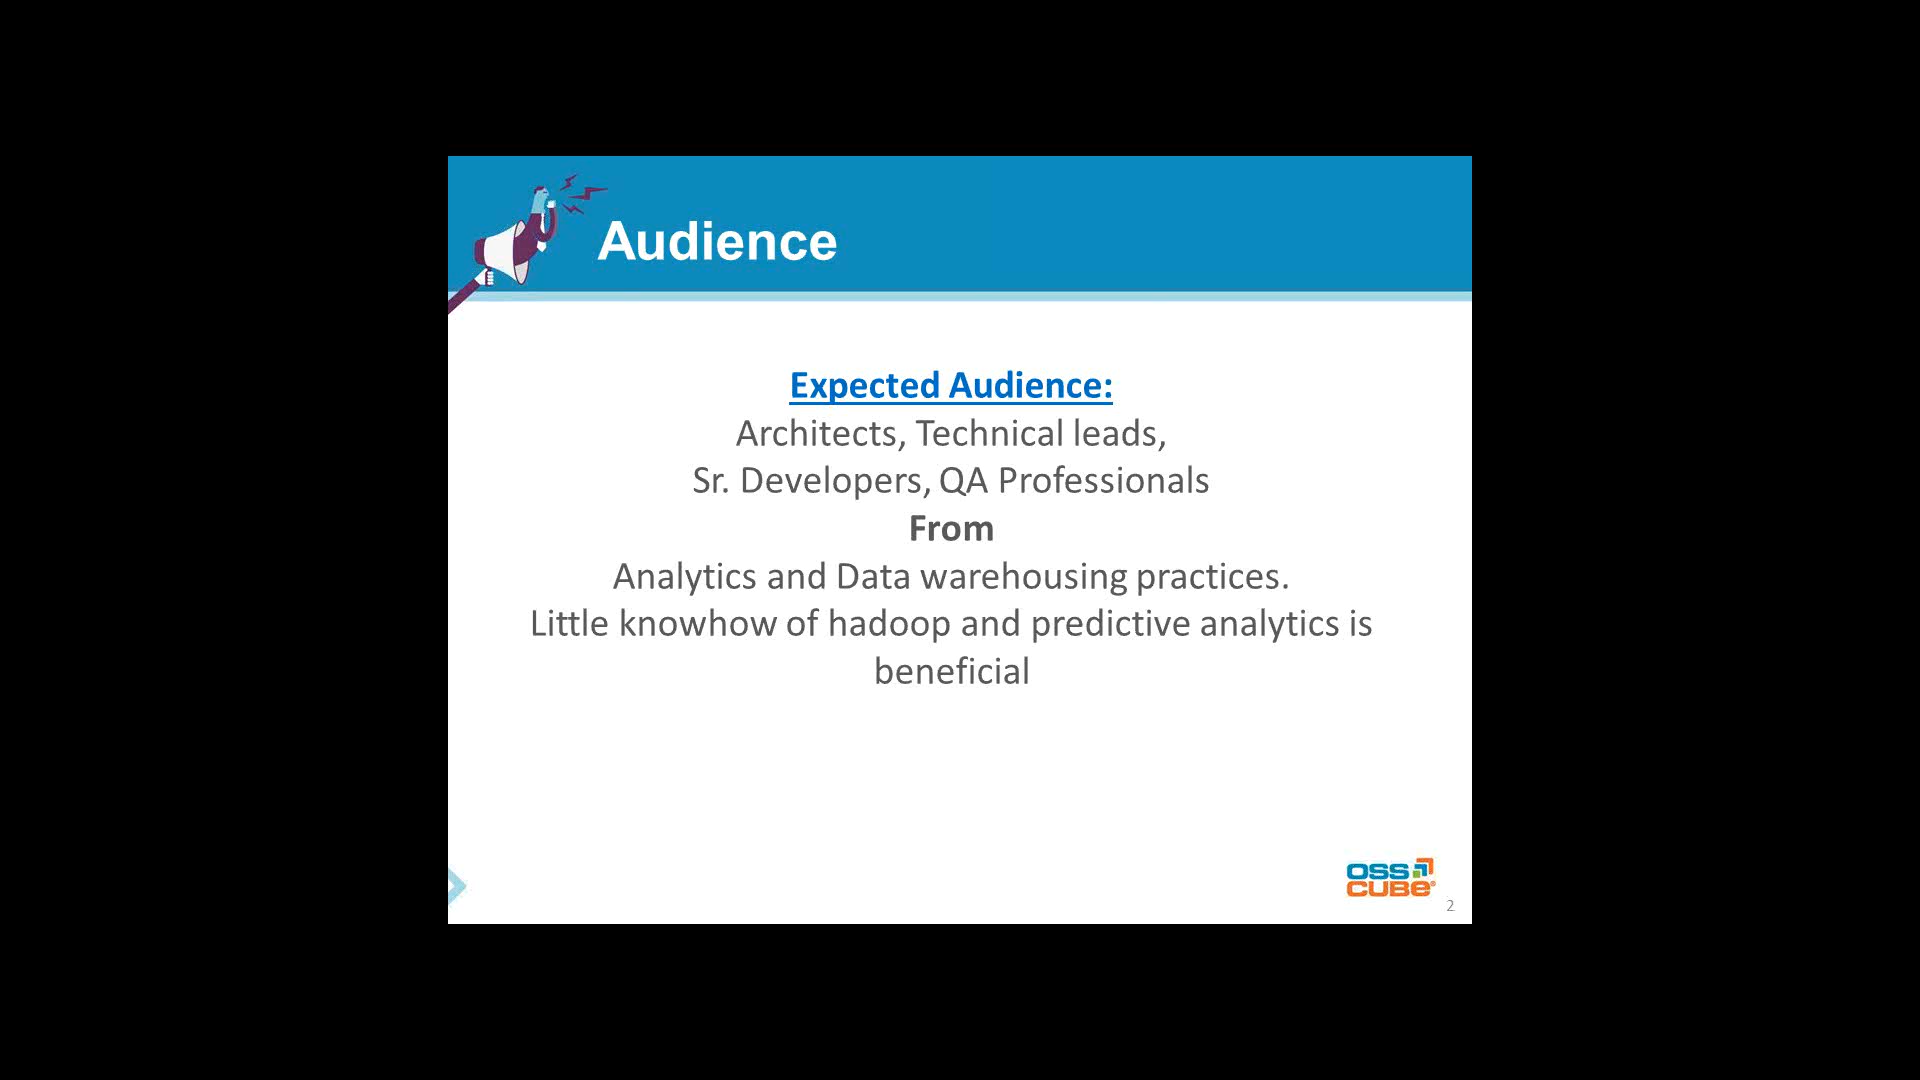 Audience
Expected Audience:
Architects, Technical leads,
Sr. Developers, QA Professionals
From
Analytics and Data warehousing practices.
Little knowhow of hadoop and predictive analytics is
beneficial
OSS
CUBE®
2